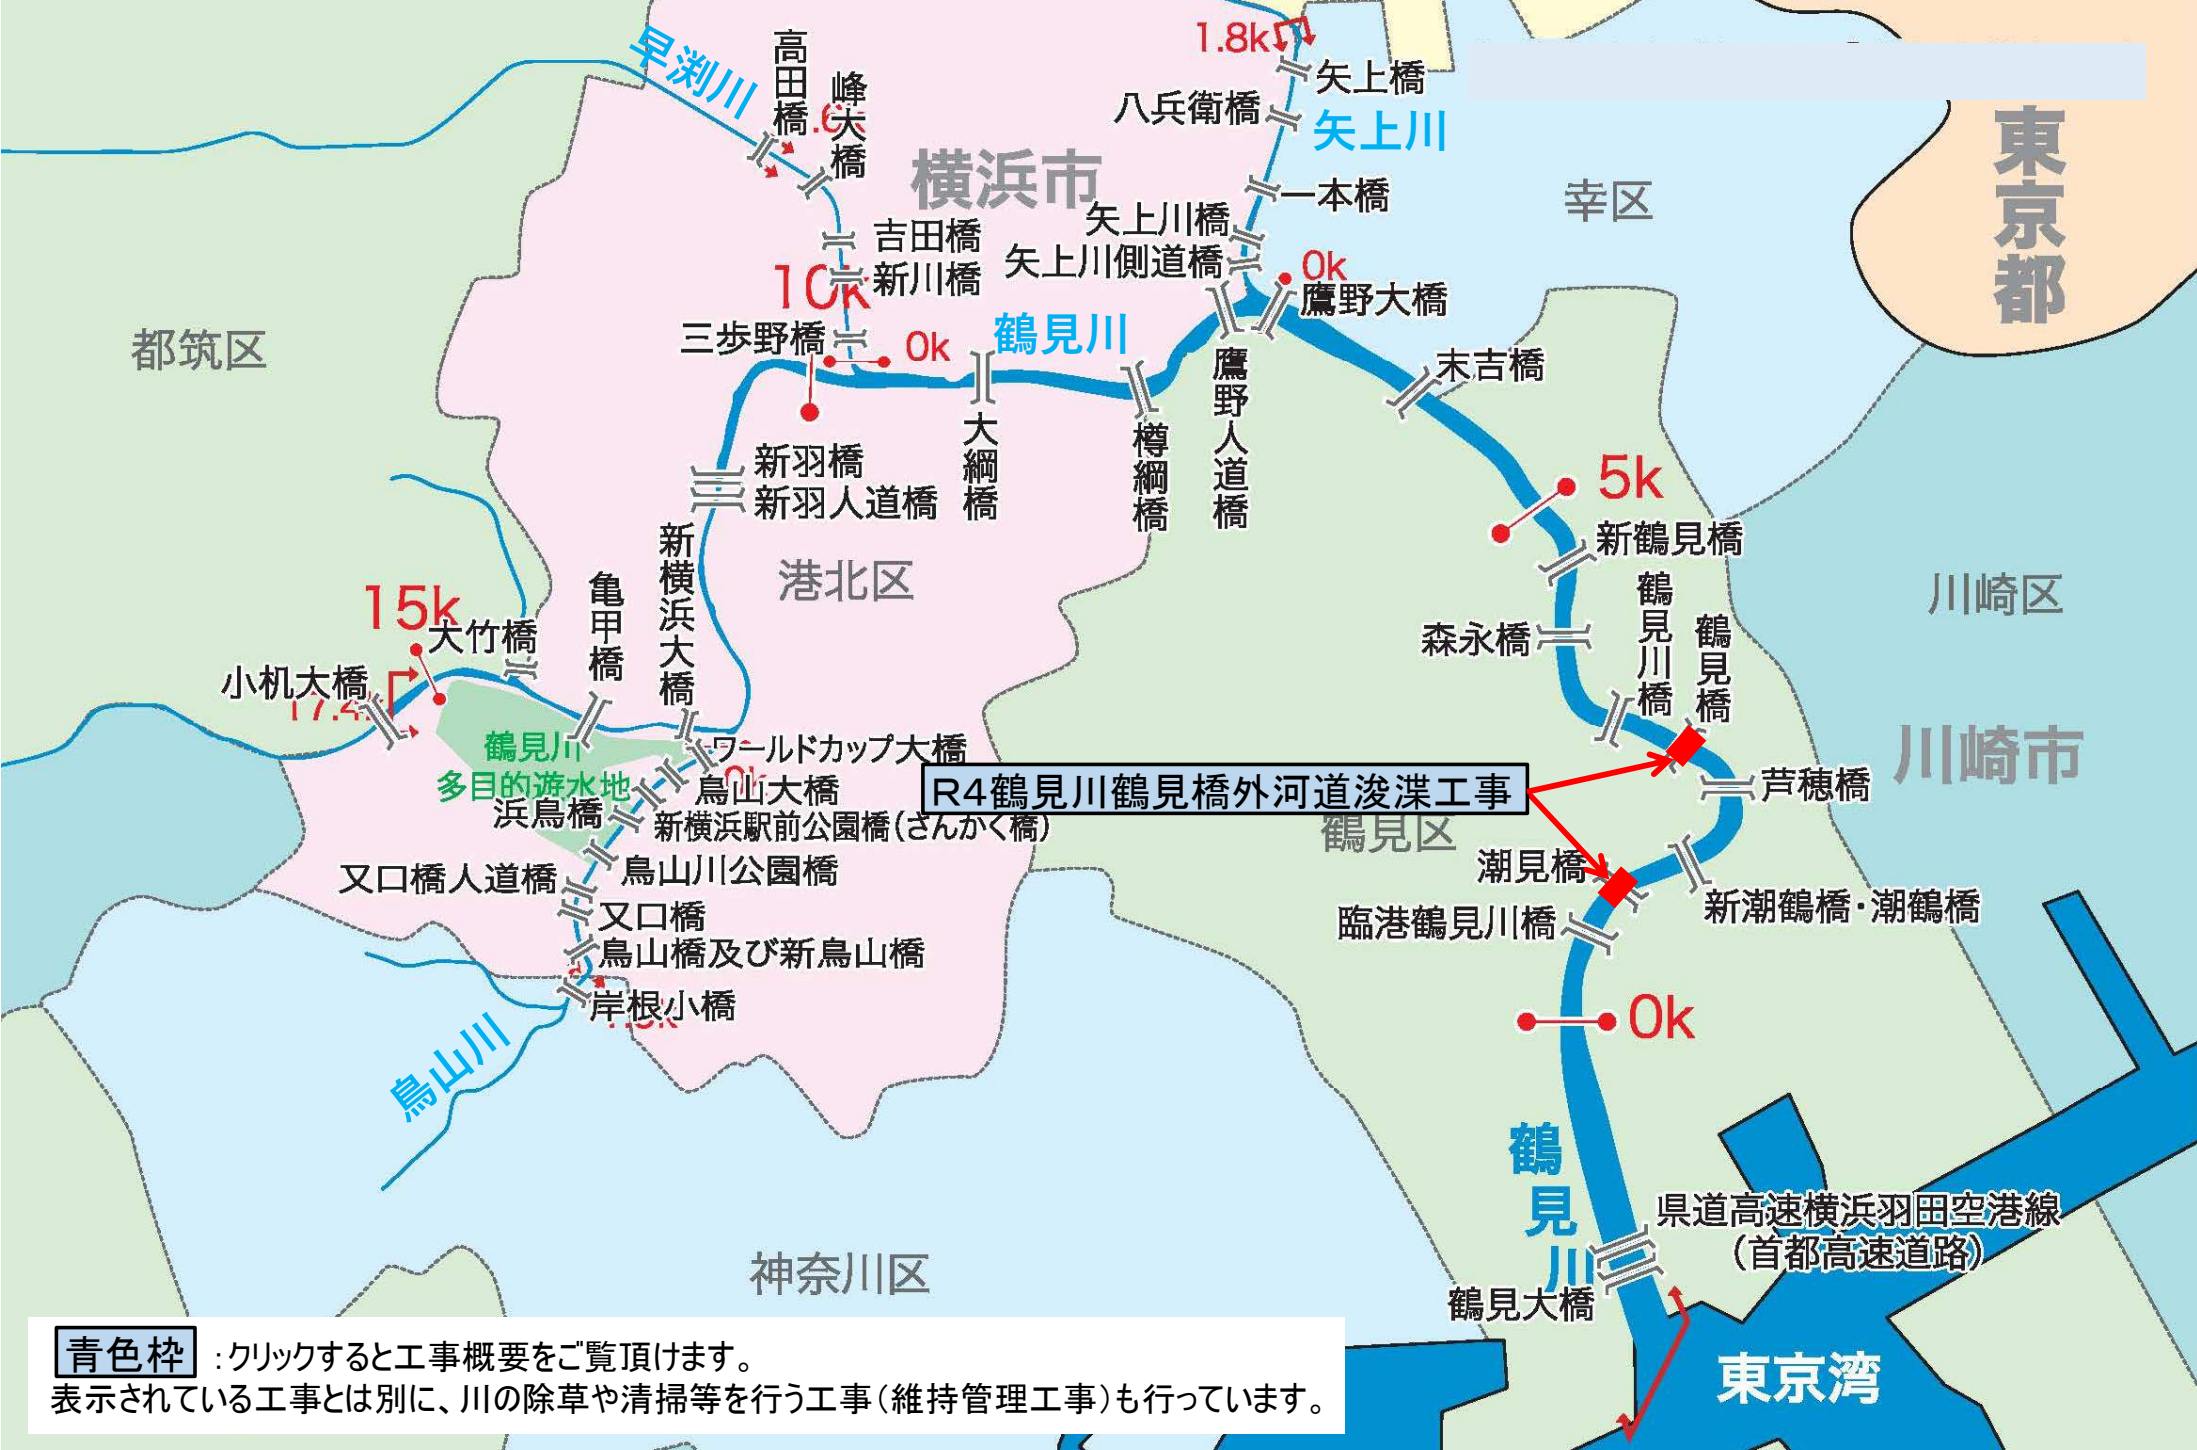 早渕川
高田橋
峰大橋
1.8k
矢上橋
八兵衛橋
矢上川
横浜市
一本橋
幸区
東京都
矢上川橋
吉田橋
矢上川側道橋
0k
新川橋
10k
鷹野大橋
三歩野橋
0k
鶴見川
都筑区
末吉橋
鷹野人道橋
大綱橋
樽綱橋
新羽橋
新羽人道橋
5k
新鶴見橋
新横浜大橋
亀甲橋
港北区
川崎区
15k
大竹橋
鶴見川橋
鶴見橋
森永橋
小机大橋
17.4
鶴見川
多目的遊水地
ワールドカップ大橋
川崎市
R4鶴見川鶴見橋外河道浚渫工事
鳥山大橋
芦穂橋
浜鳥橋
新横浜駅前公園橋(さんかく橋)
鶴見区
又口橋人道橋
鳥山川公園橋
潮見橋
新潮鶴橋・潮鶴橋
又口橋
臨港鶴見川橋
鳥山橋及び新鳥山橋
岸根小橋
0k
鳥山川
鶴見川
県道高速横浜羽田空港線
(首都高速道路)
神奈川区
鶴見大橋
東京湾
青色枠:クリックすると工事概要をご覧頂けます。
表示されている工事とは別に、川の除草や清掃等を行う工事(維持管理工事)も行っています。